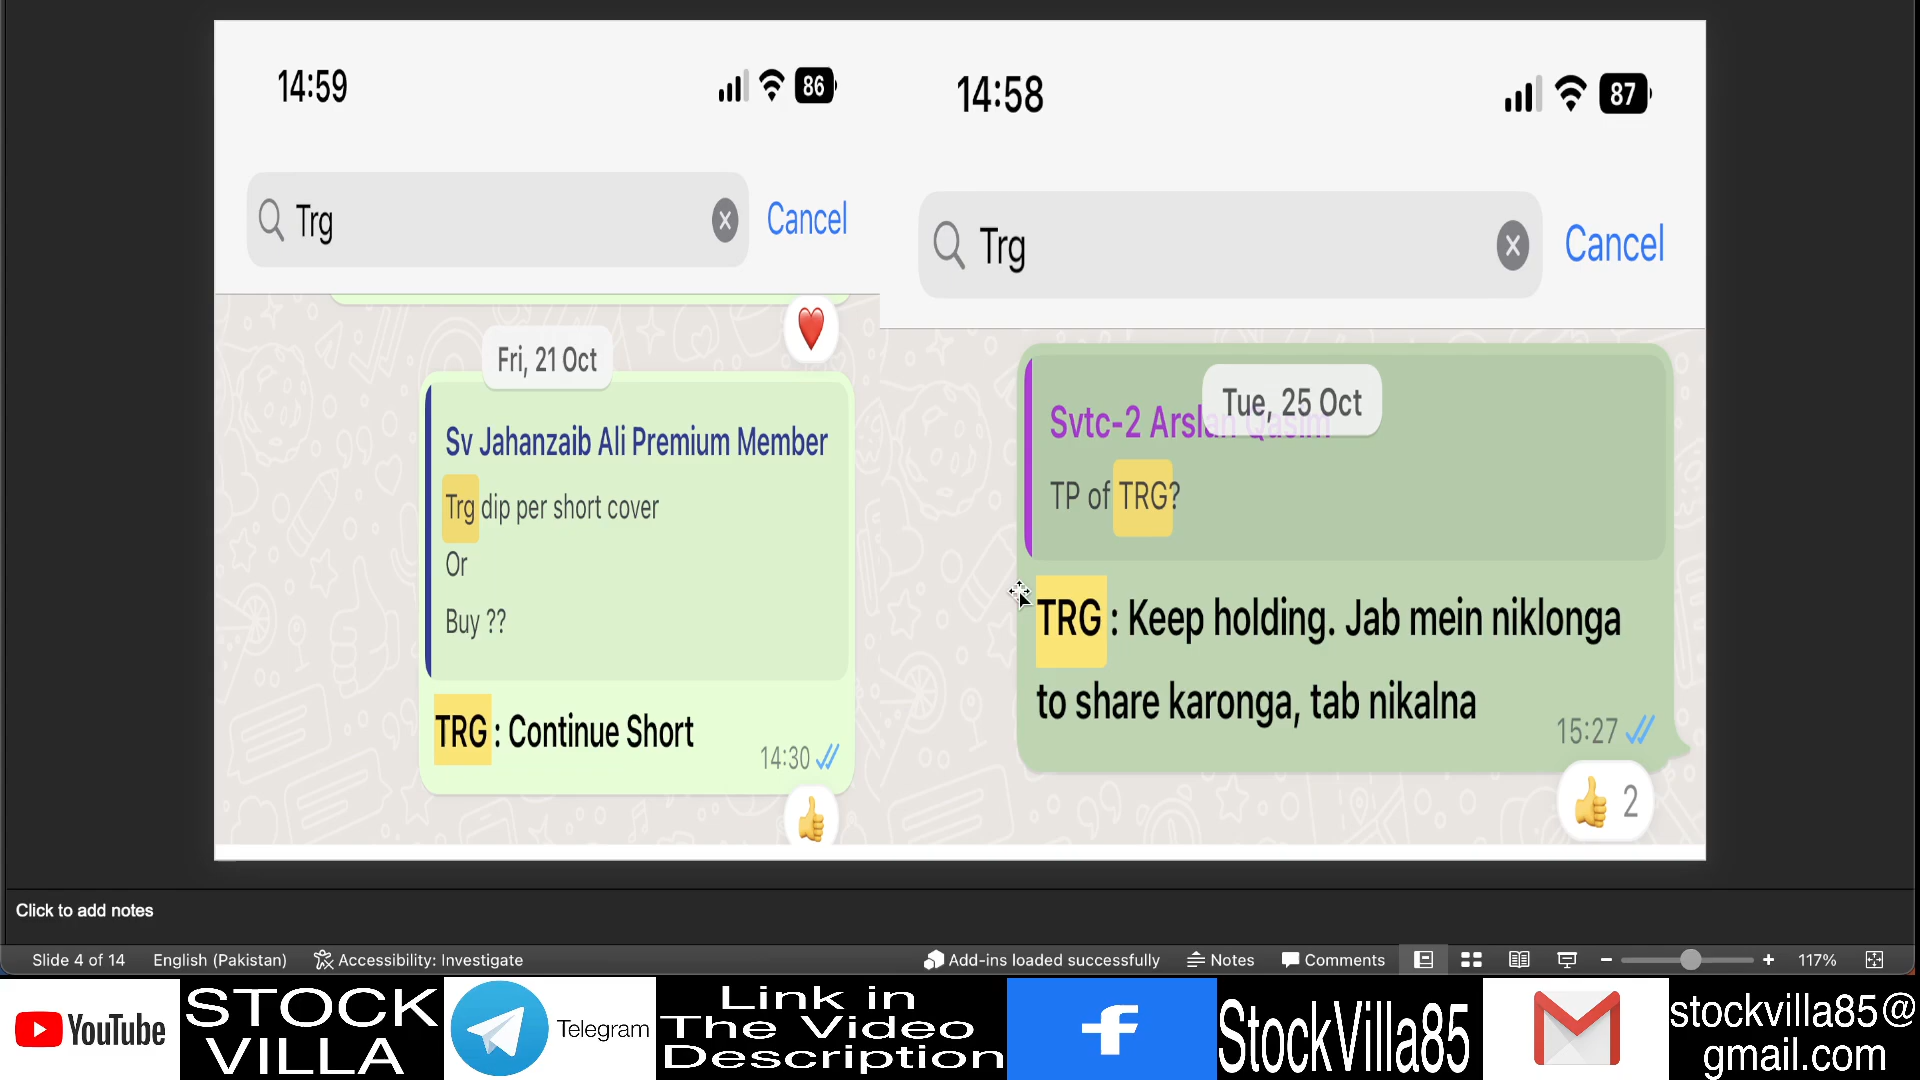 14:59
86
Trg
Cancel
Fri, 21 Oct
Sv Jahanzaib Ali Premium Member
Trg dip per short cover
Or
Buy ??
TRG : Continue Short
14:30
14:58
87
Trg
Cancel
Tue, 25 Oct
Svtc-2 Arslan Qasim
TP of TRG?
TRG : Keep holding. Jab mein niklonga
to share karonga, tab nikalna
15:27
2
Click to add notes
Slide 4 of 14
English (Pakistan)
Accessibility: Investigate
Add-ins loaded successfully
Notes
Comments
117%
YouTube
STOCK
VILLA
Telegram
Link in
The Video
Description
f
StockVilla85
stockvilla85@
gmail.com